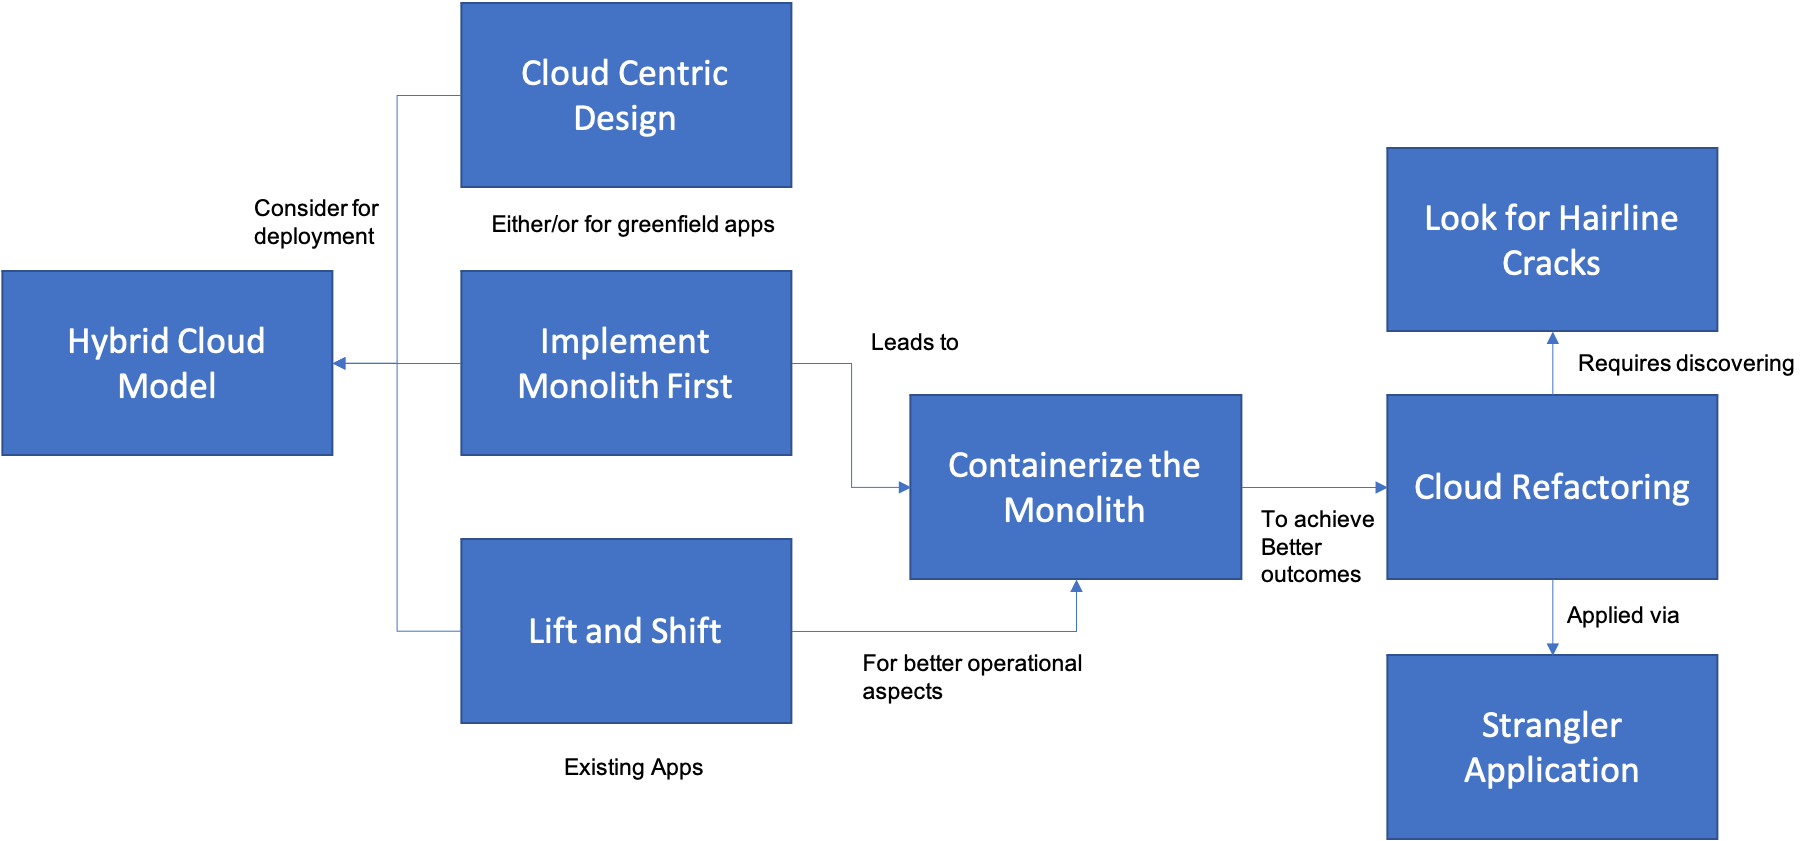 Cloud Centric
Design
Consider for
deployment
Either/or for greenfield apps
Hybrid Cloud
Model
Implement
Monolith First
Leads to
Lift and Shift
For better operational
aspects
Existing Apps
Containerize the
Monolith
To achieve
Better
outcomes
Look for Hairline
Cracks
Requires discovering
Cloud Refactoring
Applied via
Strangler
Application